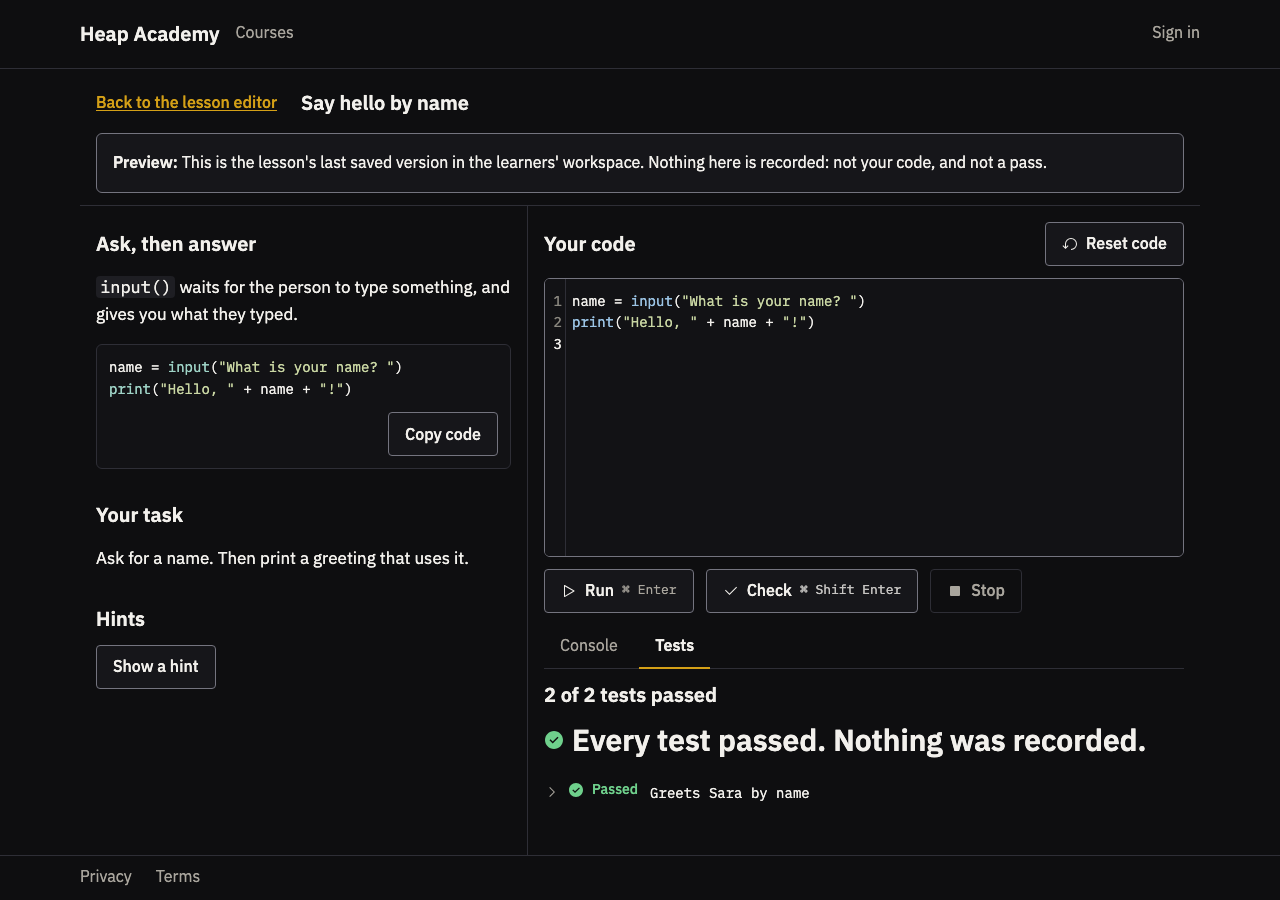 Heap Academy Courses Sign in
Back to the lesson editor Say hello by name
Preview: This is the lesson's last saved version in the learners' workspace. Nothing here is recorded: not your code, and not a pass.
Ask, then answer
input() waits for the person to type something, and
gives you what they typed.
name = input("What is your name? ")
print("Hello, " + name + "!")
Copy code
Your task
Ask for a name. Then print a greeting that uses it.
Hints
Show a hint
Your code
Reset code
1 name = input("What is your name? ")
2 print("Hello, " + name + "!")
3
Run ⌘ Enter Check ⌘ Shift Enter Stop
Console Tests
2 of 2 tests passed
Every test passed. Nothing was recorded.
Passed Greets Sara by name
Privacy Terms